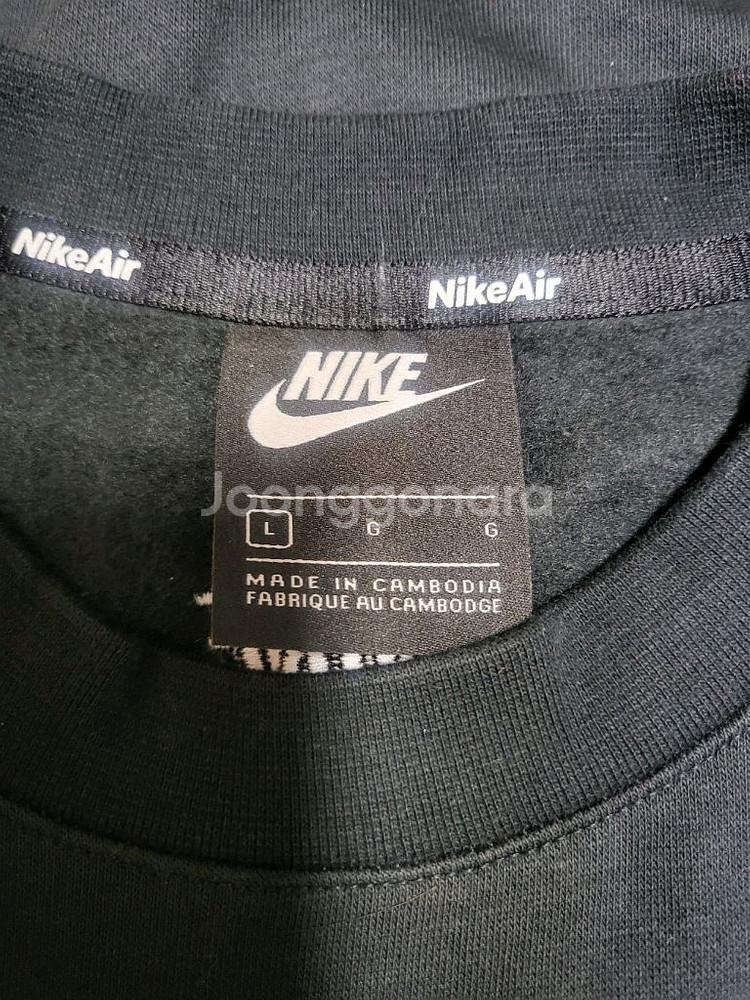 NikeAir
NikeAir
NIKE
Joonggonara
L G G
MADE IN CAMBODIA
FABRIQUE AU CAMBODGE